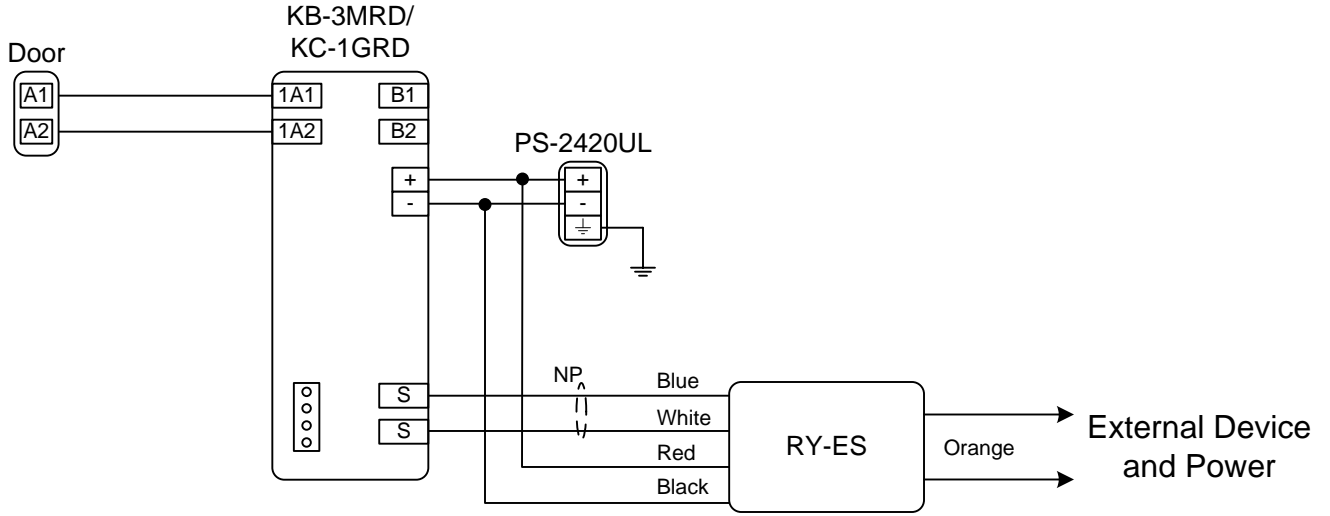 KB-3MRD/
KC-1GRD
Door
A1
1A1
B1
A2
1A2
B2
PS-2420UL
+
+
-
-
NP
Blue
S
White
S
Red
RY-ES
Orange
External Device
and Power
Black